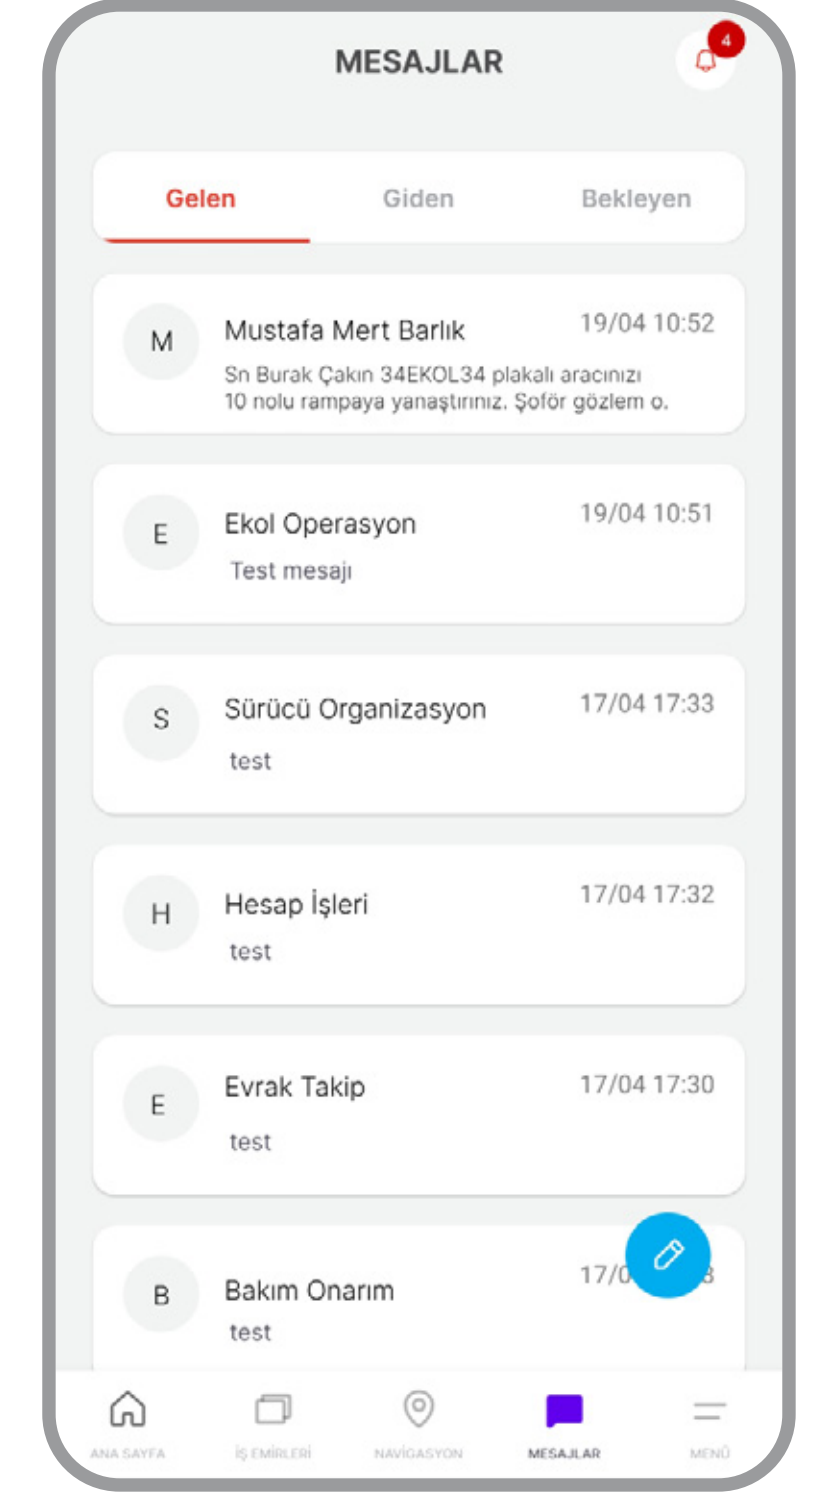 MESAJLAR
4
Gelen Giden Bekleyen
M
Mustafa Mert Barlık 19/04 10:52
Sn Burak Çakın 34EKOL34 plakalı aracınızı
10 nolu rampaya yanaştırınız. Şoför gözlem o.
E
Ekol Operasyon 19/04 10:51
Test mesajı
S
Sürücü Organizasyon 17/04 17:33
test
H
Hesap İşleri 17/04 17:32
test
E
Evrak Takip 17/04 17:30
test
B
Bakım Onarım
test
ANA SAYFA İŞ EMİRLERİ NAVİGASYON MESAJLAR MENÜ